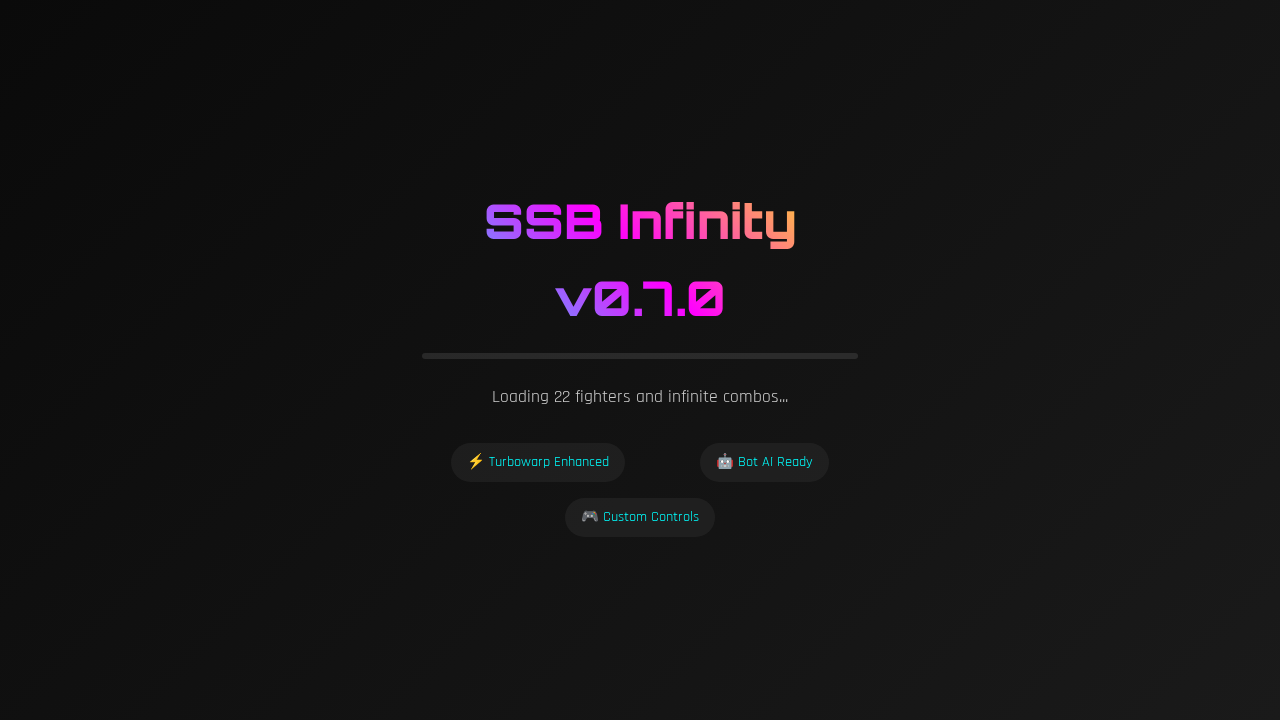 SSB Infinity
v0.7.0
Loading 22 fighters and infinite combos...
⚡ Turbowarp Enhanced
🤖 Bot AI Ready
🎮 Custom Controls